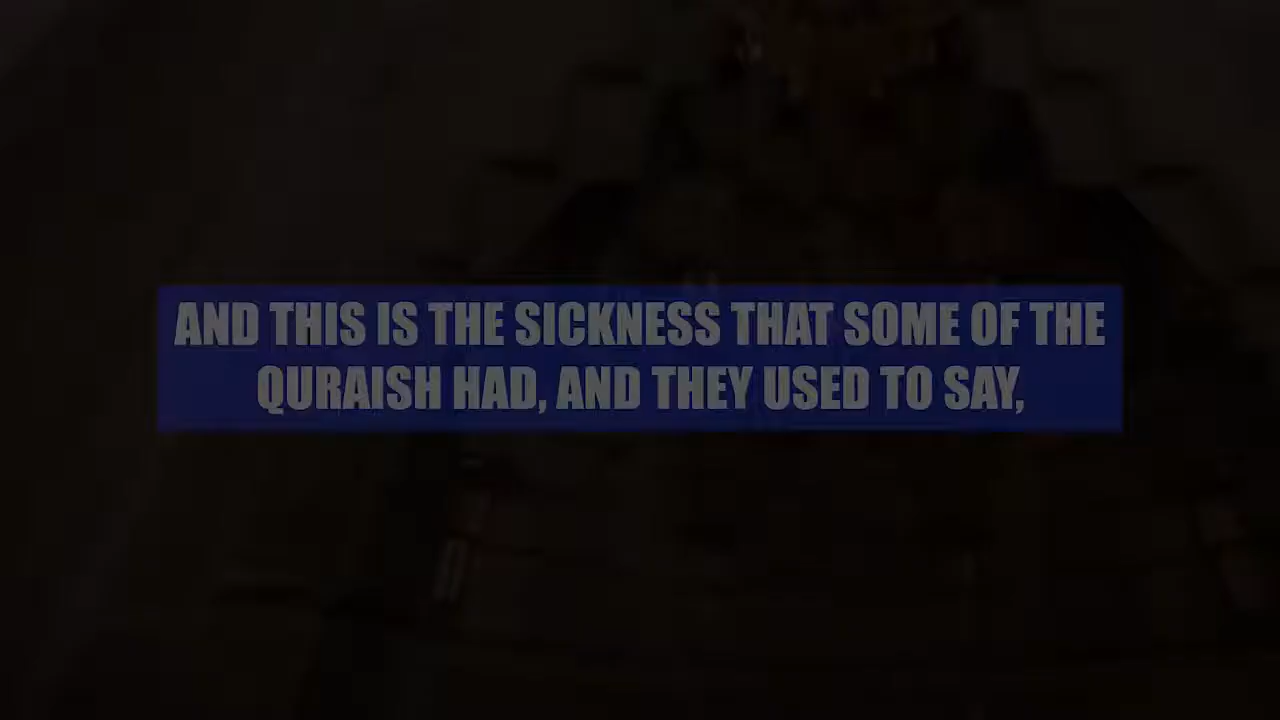 AND THIS IS THE SICKNESS THAT SOME OF THE
QURAISH HAD, AND THEY USED TO SAY,